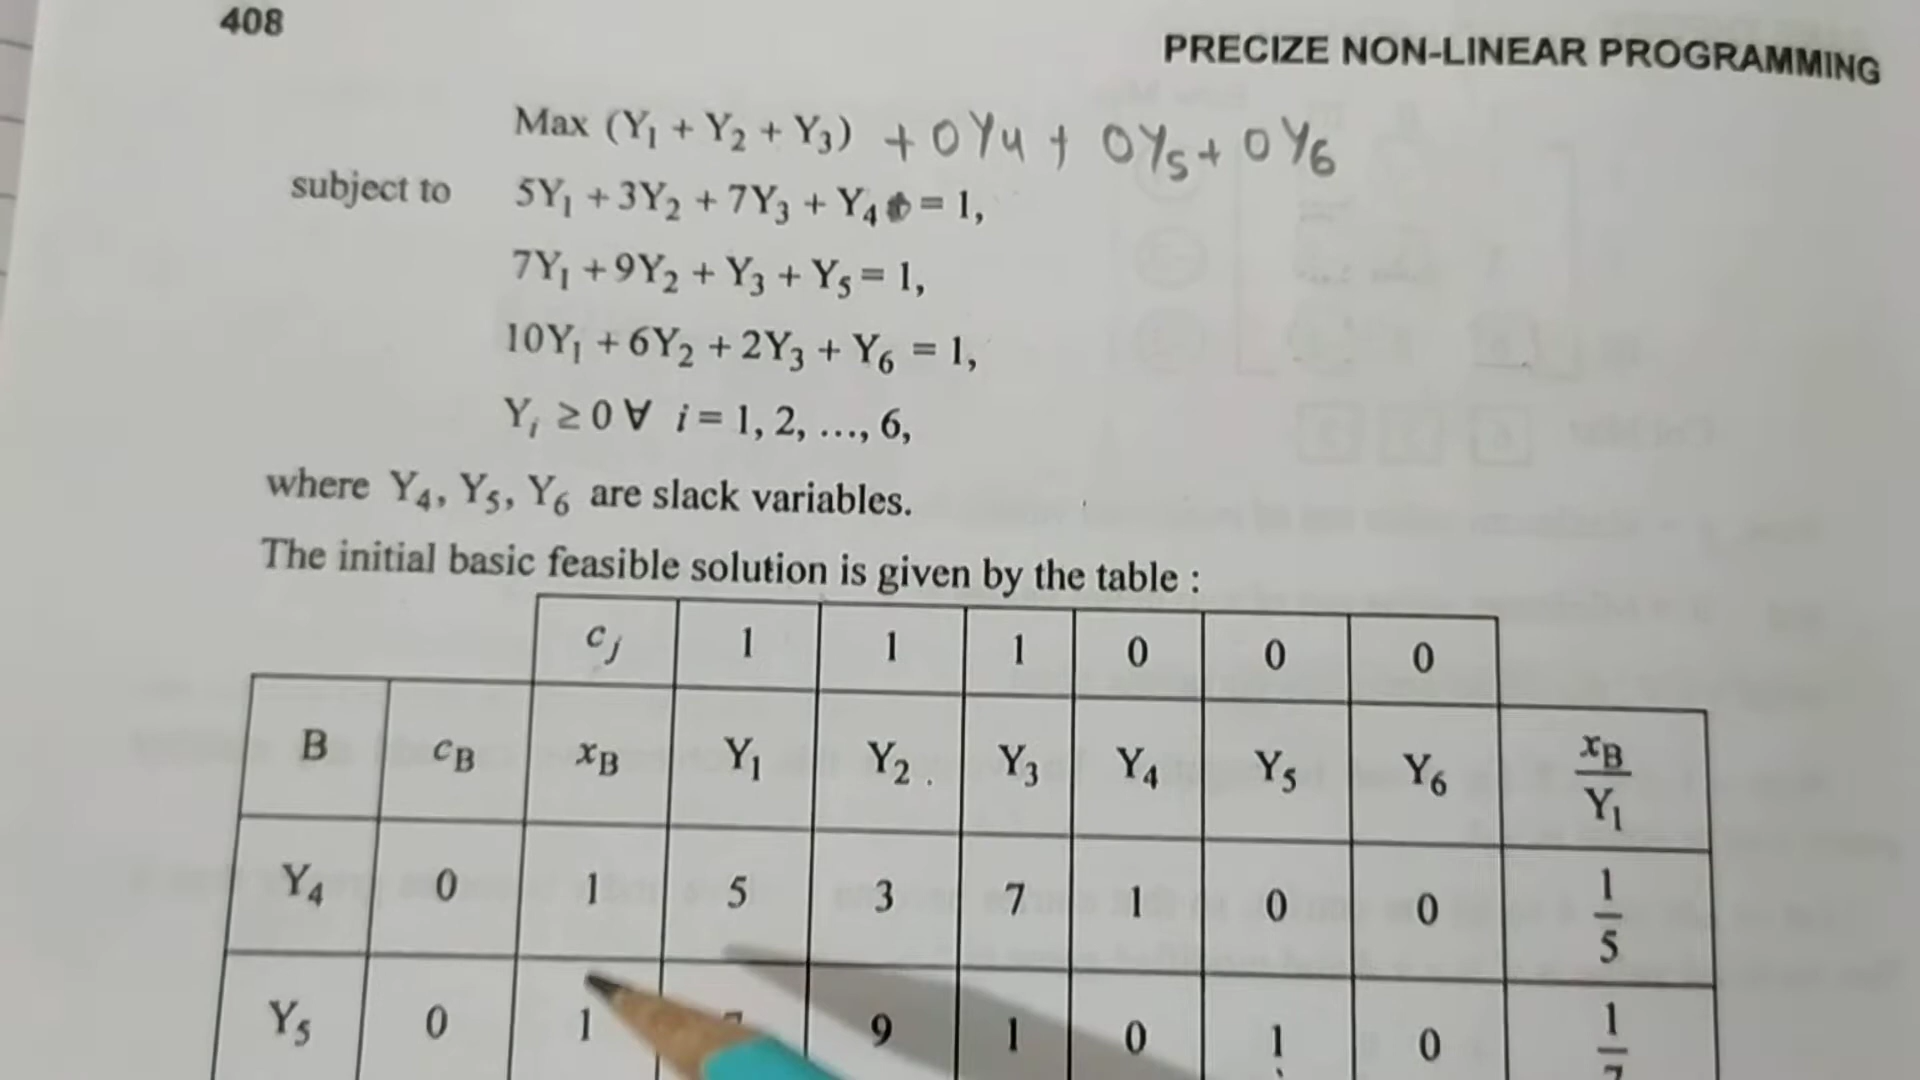 408
PRECIZE NON-LINEAR PROGRAMMING
Max (Y₁ + Y₂ + Y₃) + 0Y4 + 0Y₅ + 0Y6
subject to 5Y₁ + 3Y₂ + 7Y₃ + Y₄ = 1,
7Y₁ + 9Y₂ + Y₃ + Y₅ = 1,
10Y₁ + 6Y₂ + 2Y₃ + Y₆ = 1,
Yᵢ ≥ 0 ∀ i = 1, 2, ..., 6,
where Y₄, Y₅, Y₆ are slack variables.
The initial basic feasible solution is given by the table :
cⱼ 1 1 1 0 0 0
B c_B x_B Y₁ Y₂ . Y₃ Y₄ Y₅ Y₆ x_B/Y₁
Y₄ 0 1 5 3 7 1 0 0 1/5
Y₅ 0 1 9 1 0 1 0 1/7